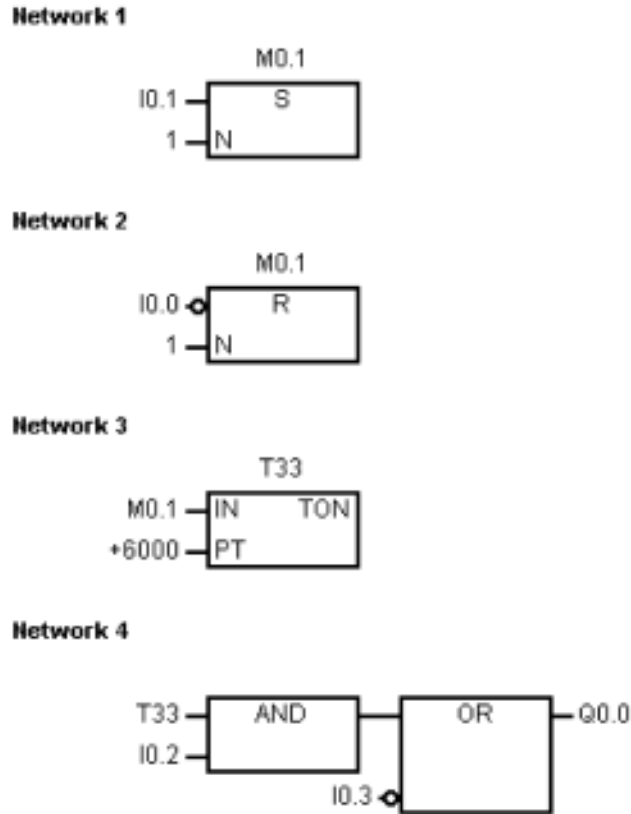 Network 1
M0.1
I0.1 S
1 N
Network 2
M0.1
I0.0 R
1 N
Network 3
T33
M0.1 IN TON
+6000 PT
Network 4
T33 AND OR Q0.0
I0.2
I0.3